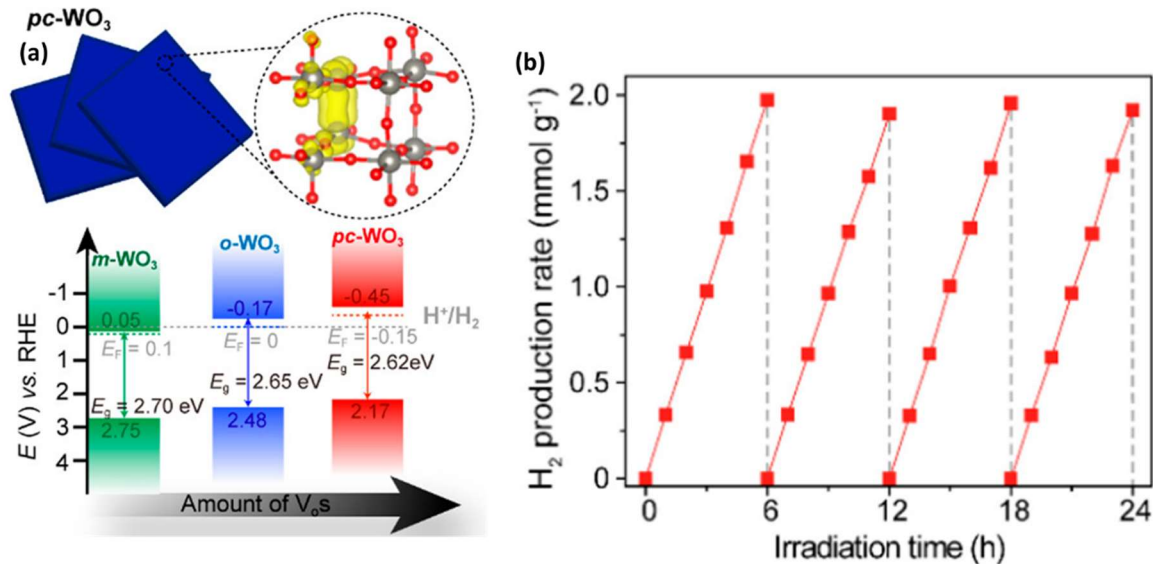 pc-WO3
(a)
E (V) vs. RHE
-1
0
1
2
3
4
m-WO3
0.05
EF = 0.1
Eg = 2.70 eV
2.75
o-WO3
-0.17
EF = 0
Eg = 2.65 eV
2.48
pc-WO3
-0.45
H+/H2
EF = -0.15
Eg = 2.62eV
2.17
Amount of Vos
(b)
H2 production rate (mmol g-1)
2.0
1.5
1.0
0.5
0
0 6 12 18 24
Irradiation time (h)